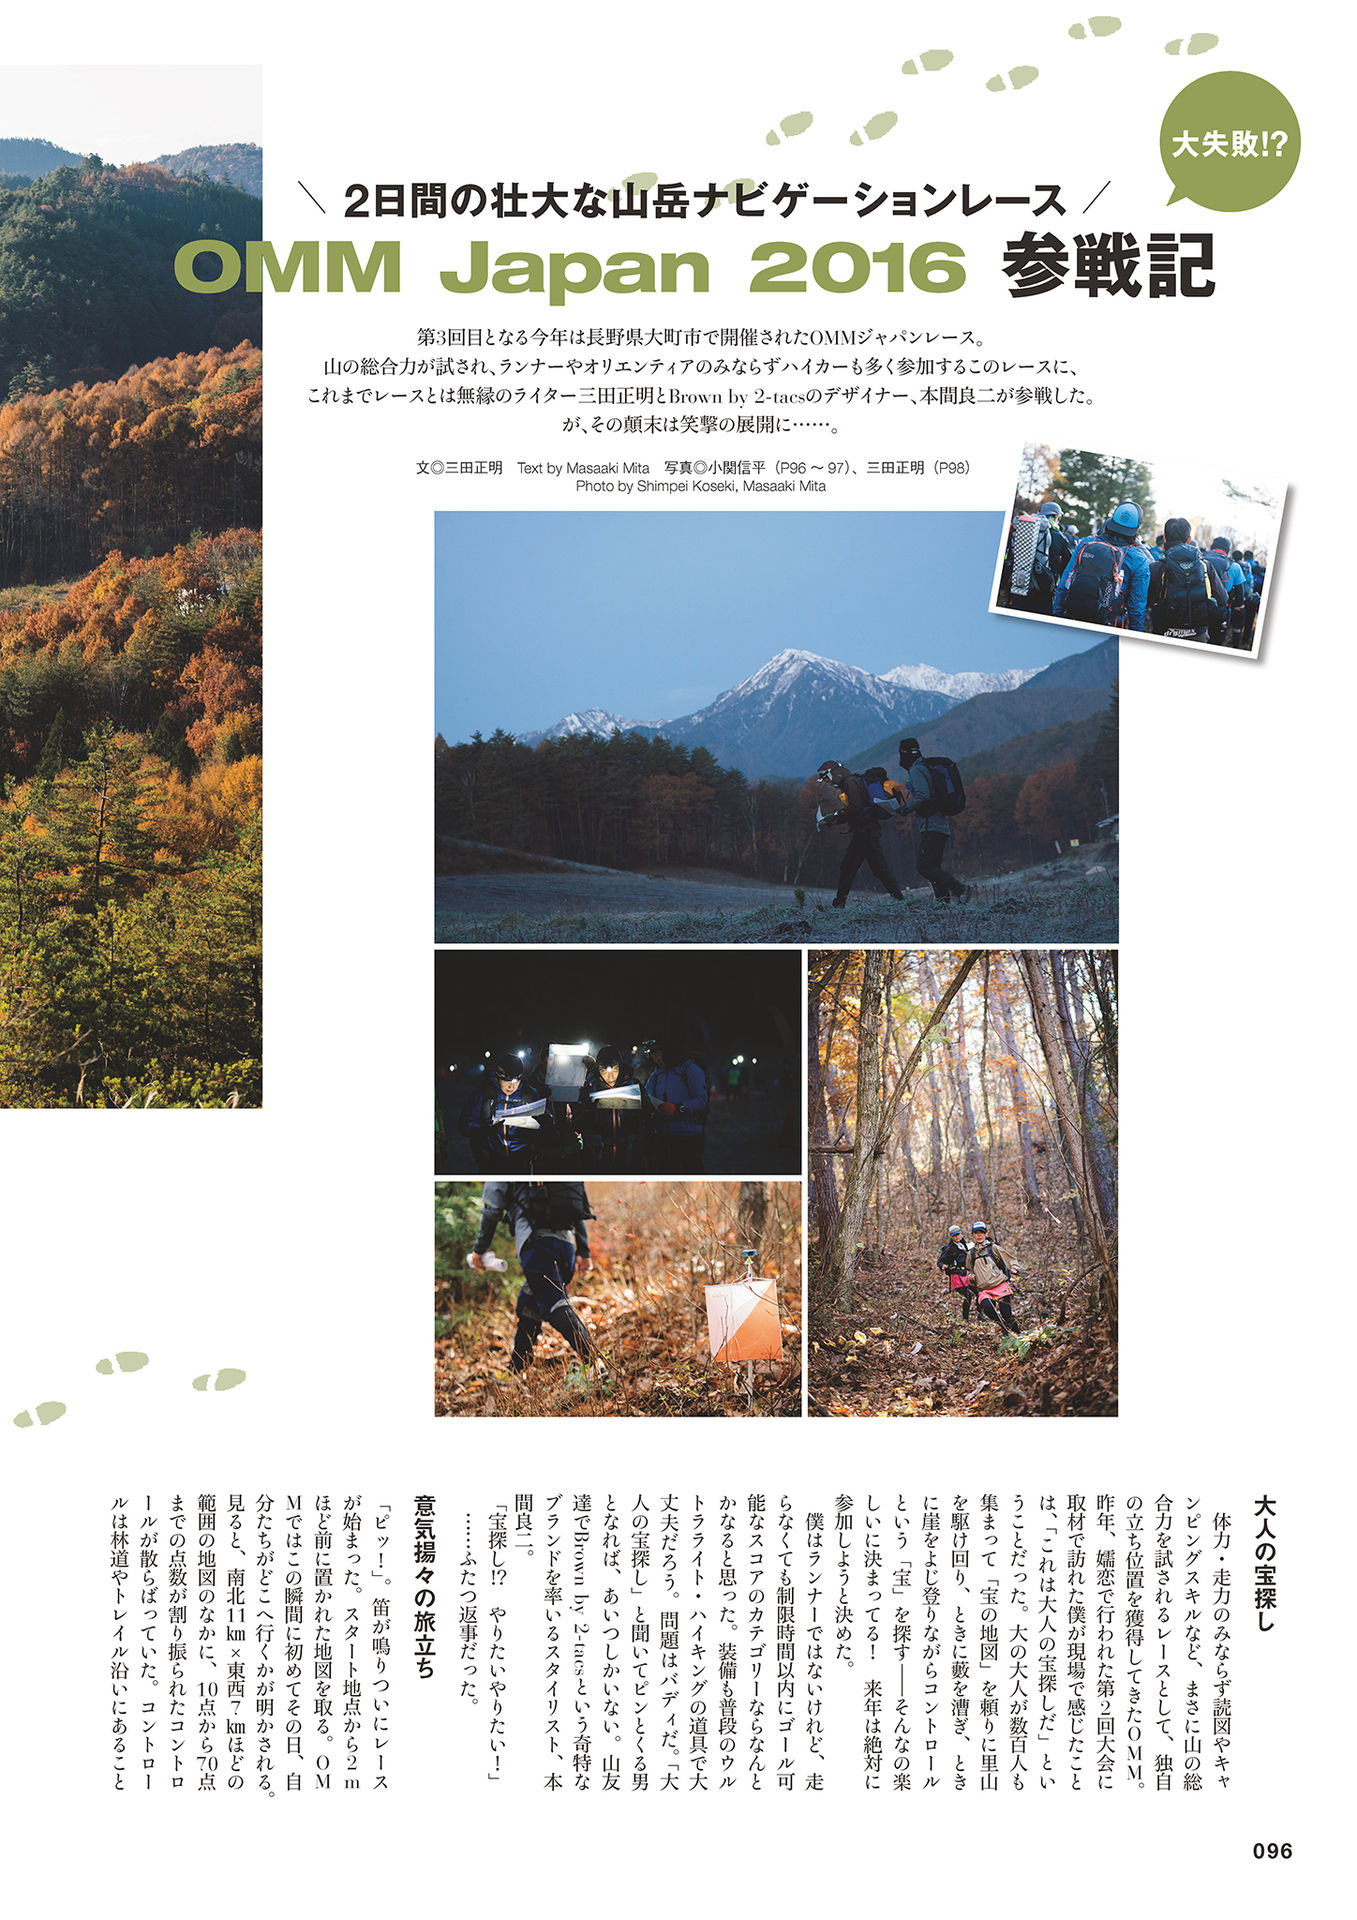 大失敗!?
2日間の壮大な山岳ナビゲーションレース
OMM Japan 2016 参戦記
第3回目となる今年は長野県大町市で開催されたOMMジャパンレース。
山の総合力が試され、ランナーやオリエンティアのみならずハイカーも多く参加するこのレースに、
これまでレースとは無縁のライター三田正明とBrown by 2-tacsのデザイナー、本間良二が参戦した。
が、その顛末は笑撃の展開に……。
文◎三田正明　Text by Masaaki Mita　写真◎小関信平（P96 〜 97）、三田正明（P98）
Photo by Shimpei Koseki, Masaaki Mita
大人の宝探し
体力・走力のみならず読図やキャ
ンピングスキルなど、まさに山の総
合力を試されるレースとして、独自
の立ち位置を獲得してきたOMM。
昨年、嬬恋で行われた第2回大会に
取材で訪れた僕が現場で感じたこと
は、「これは大人の宝探しだ」とい
うことだった。大の大人が数百人も
集まって「宝の地図」を頼りに里山
を駆け回り、ときに藪を漕ぎ、とき
に崖をよじ登りながらコントロール
という「宝」を探す——そんなの楽
しいに決まってる！　来年は絶対に
参加しようと決めた。
僕はランナーではないけれど、走
らなくても制限時間以内にゴール可
能なスコアのカテゴリーならなんと
かなると思った。装備も普段のウル
トラライト・ハイキングの道具で大
丈夫だろう。問題はバディだ。「大
人の宝探し」と聞いてピンとくる男
となれば、あいつしかいない。山友
達でBrown by 2-tacsという奇特な
ブランドを率いるスタイリスト、本
間良二。
「宝探し!?　やりたいやりたい！」
……ふたつ返事だった。
意気揚々の旅立ち
「ピッ！」。笛が鳴りついにレース
が始まった。スタート地点から2m
ほど前に置かれた地図を取る。OM
Mではこの瞬間に初めてその日、自
分たちがどこへ行くかが明かされる。
見ると、南北11km×東西7kmほどの
範囲の地図のなかに、10点から70点
までの点数が割り振られたコントロ
ールが散らばっていた。コントロー
ルは林道やトレイル沿いにあること
096